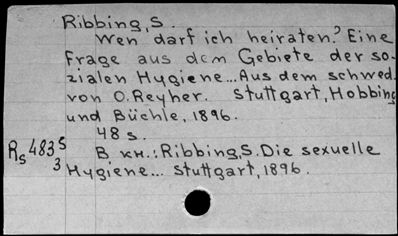 Ribbing, S.
Wen darf ich heiraten? Eine
Frage aus dem Gebiete der so-
zialen Hygiene... Aus dem schwed.
von O. Reyher. Stuttgart, Hobbing
und Büchle, 1896.
48 s.
R 483 5
s 3
В кн.: Ribbing, S. Die sexuelle
Hygiene... Stuttgart, 1896.